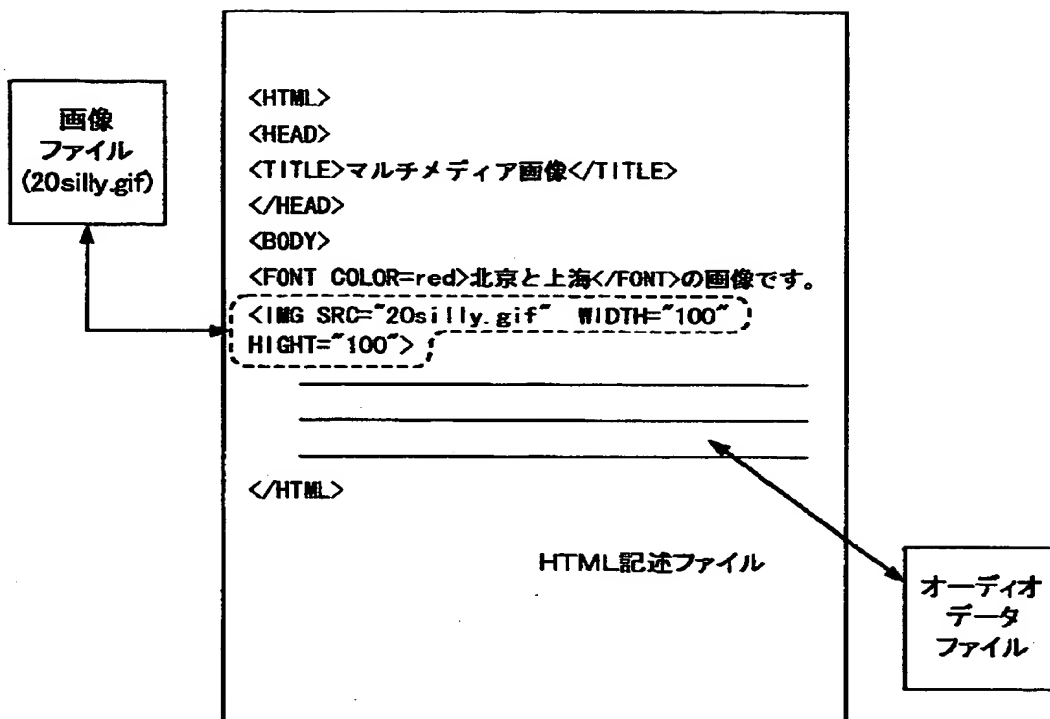 画像
ファイル
(20silly.gif)
<HTML>
<HEAD>
<TITLE>マルチメディア画像</TITLE>
</HEAD>
<BODY>
<FONT COLOR=red>北京と上海</FONT>の画像です。
<IMG SRC="20silly.gif" WIDTH="100"
HIGHT="100">
</HTML>
HTML記述ファイル
オーディオ
データ
ファイル